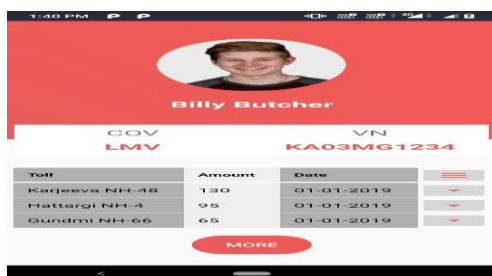 1:40 PM
Billy Butcher
COV VN
LMV KA03MG1234
Toll Amount Date
Karjeeva NH-48 130 01-01-2019
Hattargi NH-4 95 01-01-2019
Gundmi NH-66 65 01-01-2019
MORE